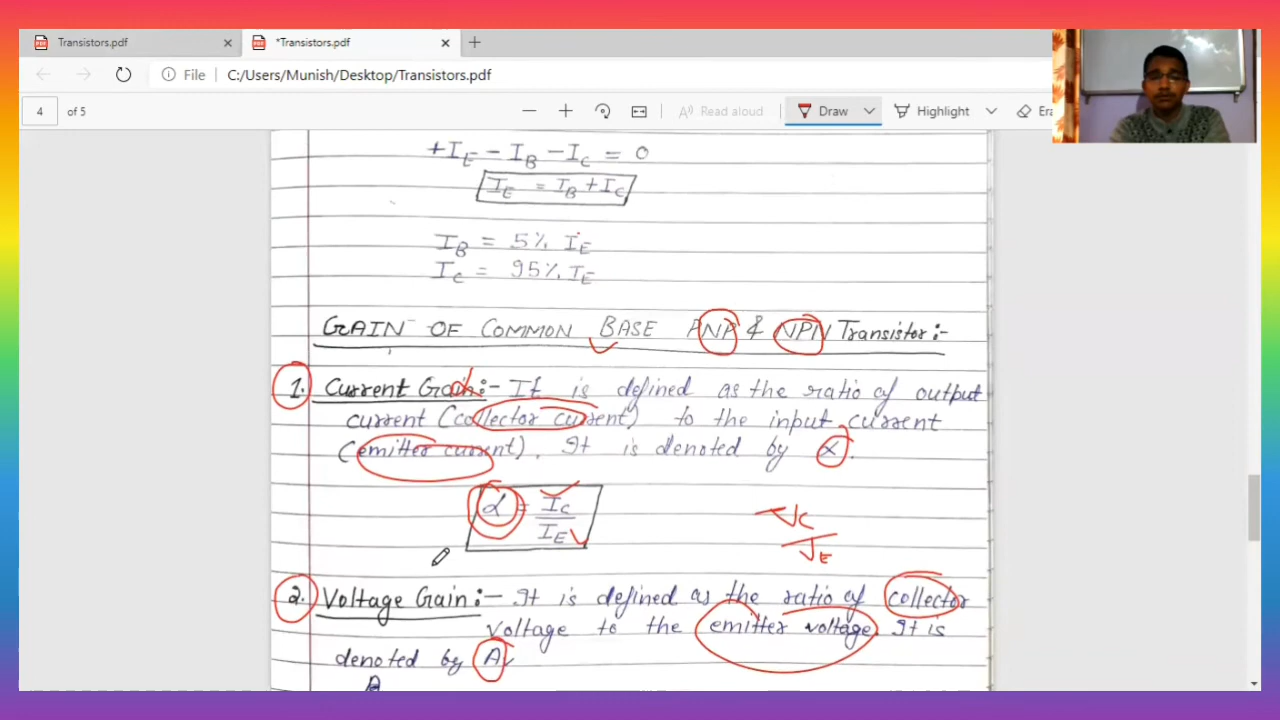 Transistors.pdf
*Transistors.pdf
File C:/Users/Munish/Desktop/Transistors.pdf
4 of 5
Read aloud
Draw
Highlight
Era
+IE - IB - IC = 0
IE = IB + IC
IB = 5% IE
IC = 95% IE
GAIN OF COMMON BASE PNP & NPN Transistor:-
1. Current Gain:- It is defined as the ratio of output
current (collector current) to the input current
(emitter current). It is denoted by α.
α = IC
IE
IE
2. Voltage Gain:- It is defined as the ratio of collector
voltage to the emitter voltage. It is
denoted by Av
A